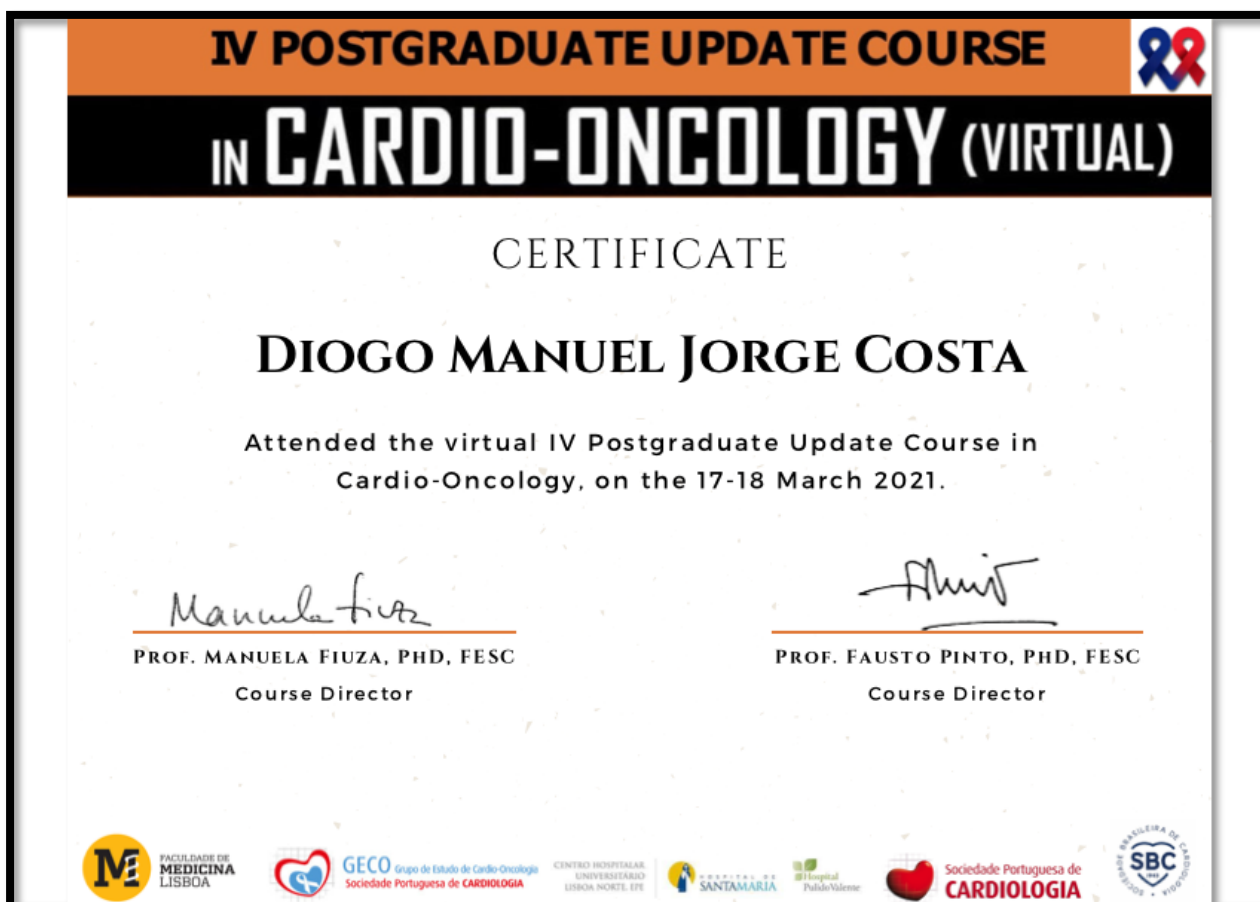 IV POSTGRADUATE UPDATE COURSE
IN CARDIO-ONCOLOGY (VIRTUAL)
CERTIFICATE
DIOGO MANUEL JORGE COSTA
Attended the virtual IV Postgraduate Update Course in
Cardio-Oncology, on the 17-18 March 2021.
Manuela Fiuza
PROF. MANUELA FIUZA, PHD, FESC
Course Director
PROF. FAUSTO PINTO, PHD, FESC
Course Director
FACULDADE DE
MEDICINA
LISBOA
GECO Grupo de Estudo de Cardio-Oncologia
Sociedade Portuguesa de CARDIOLOGIA
CENTRO HOSPITALAR
UNIVERSITÁRIO
LISBOA NORTE, EPE
HOSPITAL DE
SANTAMARIA
Hospital
PulidoValente
Sociedade Portuguesa de
CARDIOLOGIA
SOCIEDADE BRASILEIRA DE CARDIOLOGIA
SBC